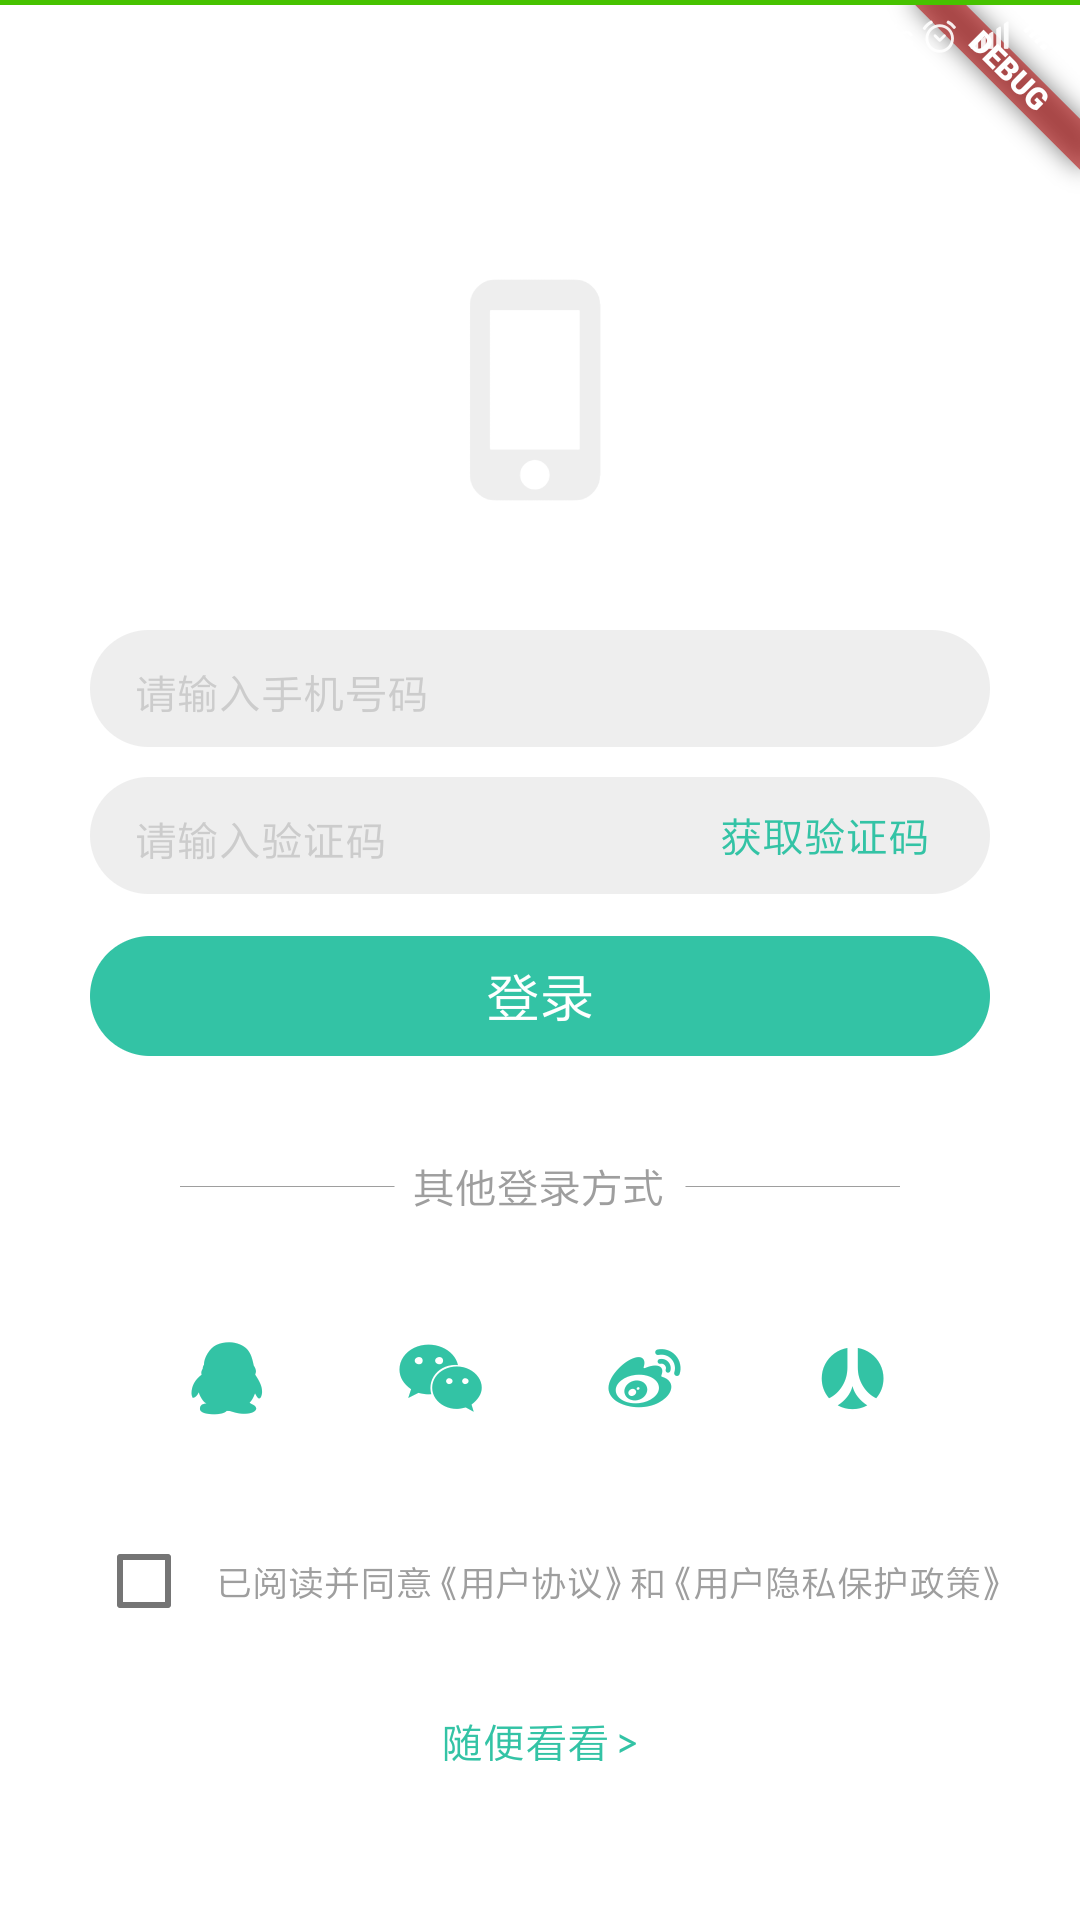 DEBUG
请输入手机号码
请输入验证码 获取验证码
登录
其他登录方式
已阅读并同意《用户协议》和《用户隐私保护政策》
随便看看 >